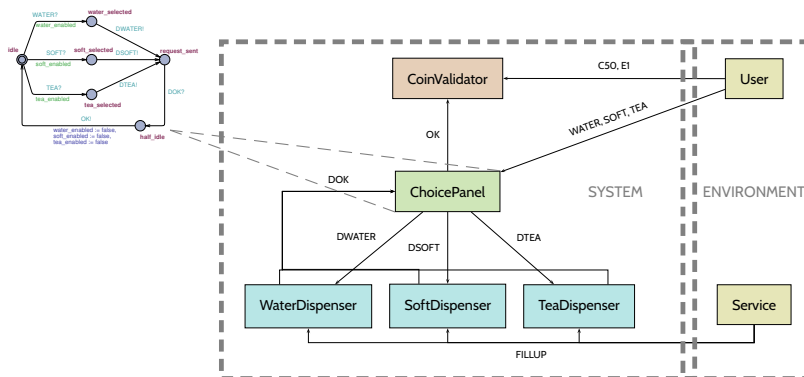 WATER?
water_enabled
water_selected
DWATER!
idle
SOFT?
soft_enabled
soft_selected
DSOFT!
request_sent
TEA?
tea_enabled
tea_selected
DTEA!
DOK?
OK!
water_enabled := false,
soft_enabled := false,
tea_enabled := false
half_idle
CoinValidator
C50, E1
User
OK
WATER, SOFT, TEA
DOK
ChoicePanel
SYSTEM
ENVIRONMENT
DWATER
DSOFT
DTEA
WaterDispenser
SoftDispenser
TeaDispenser
Service
FILLUP